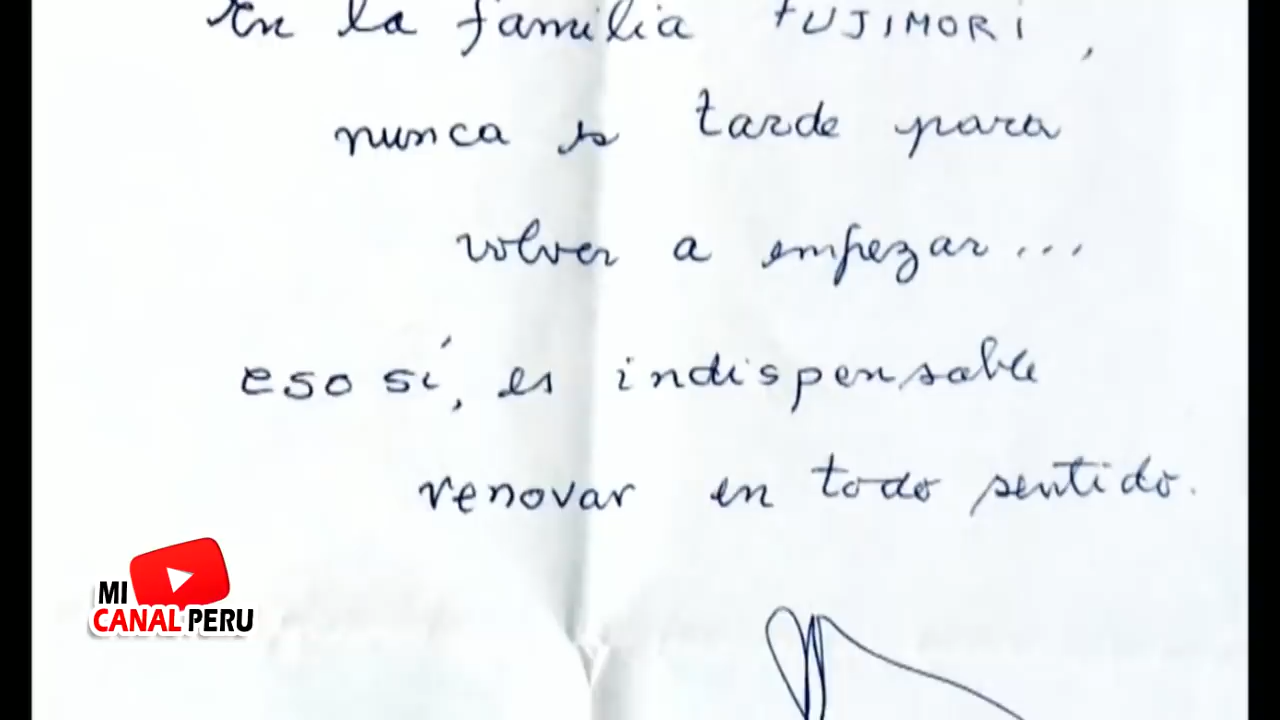 En la familia FUJIMORI,
nunca es tarde para
volver a empezar...
eso sí, es indispensable
renovar en todo sentido.
MI
CANAL PERU